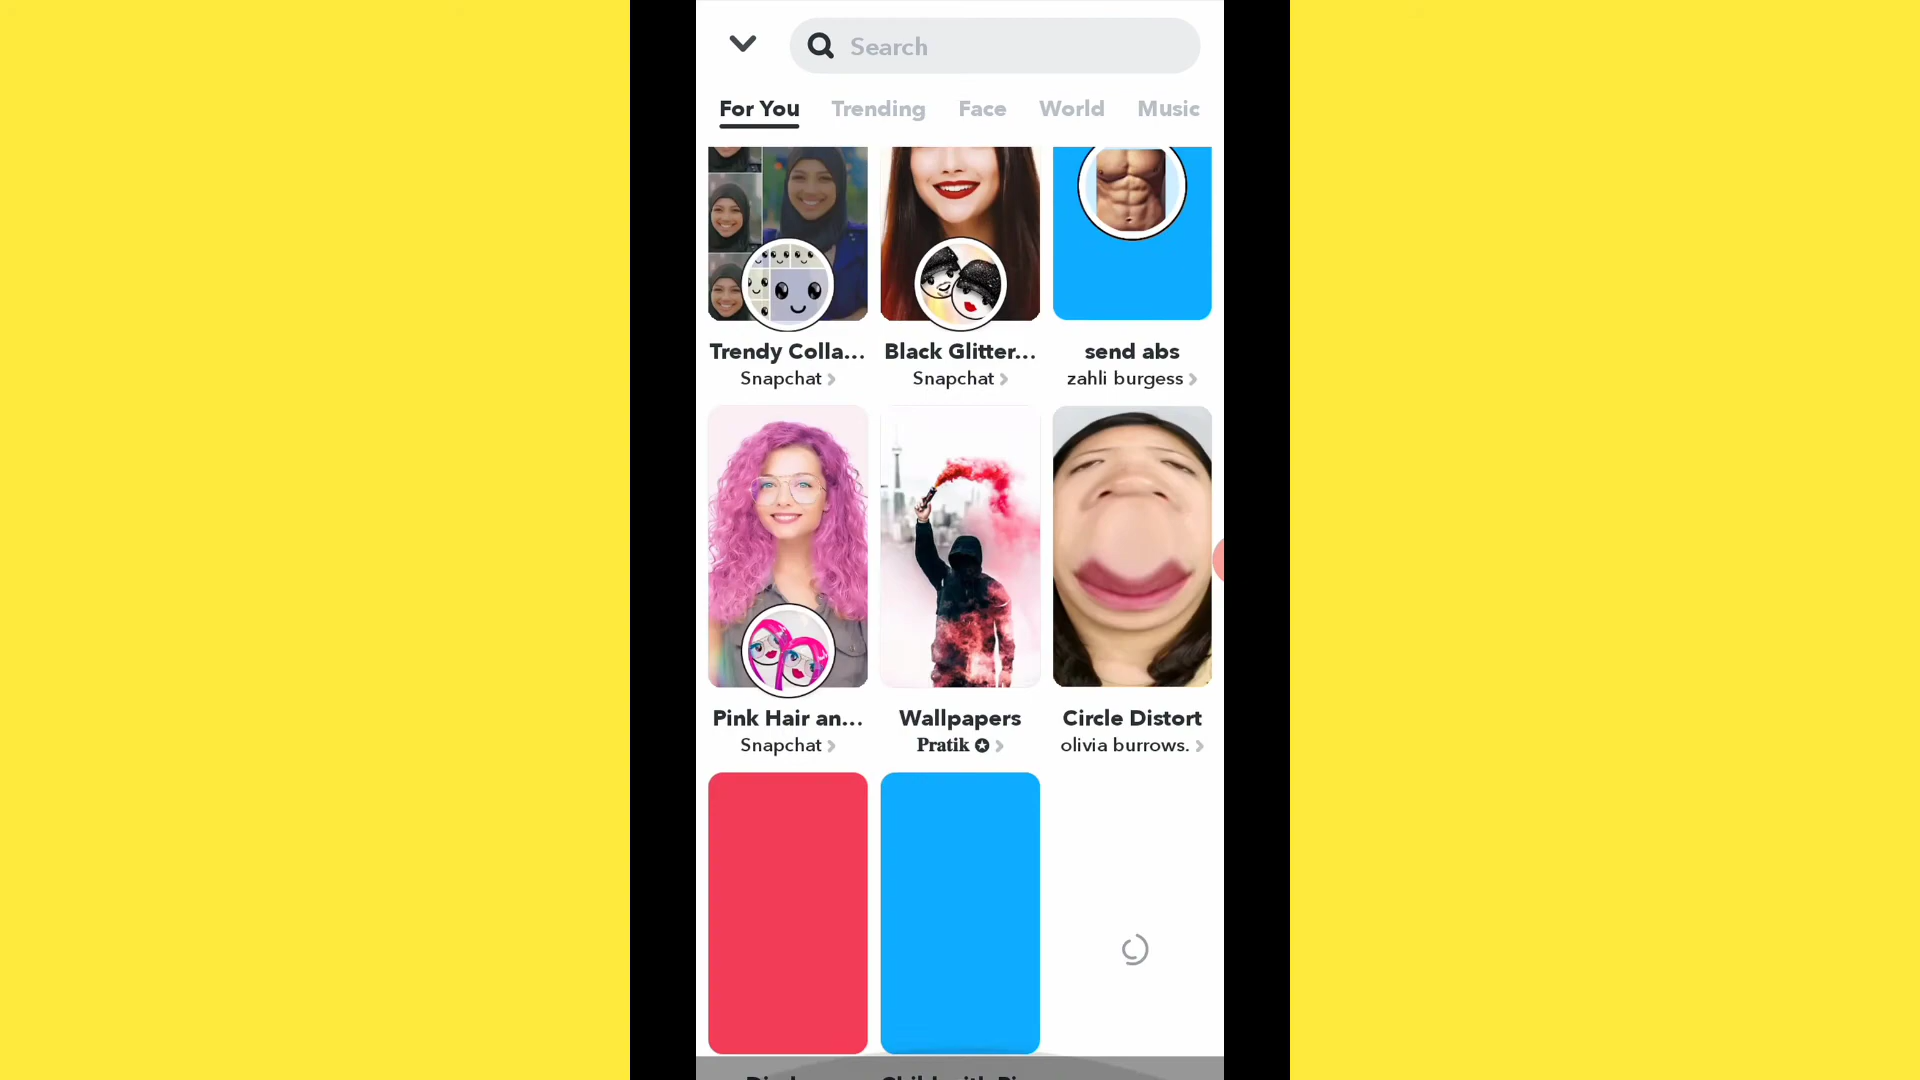 Search
For You Trending Face World Music
Trendy Colla... Black Glitter... send abs
Snapchat Snapchat zahli burgess
Pink Hair an... Wallpapers Circle Distort
Snapchat Pratik olivia burrows.